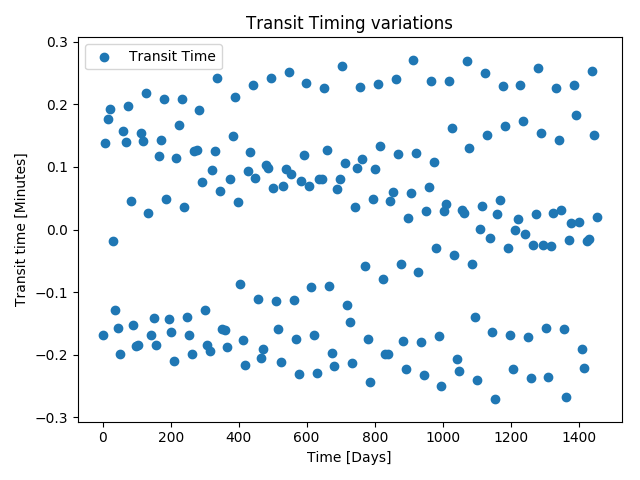 Transit Timing variations
Transit Time
Transit time [Minutes]
0.3
0.2
0.1
0.0
−0.1
−0.2
−0.3
0 200 400 600 800 1000 1200 1400
Time [Days]